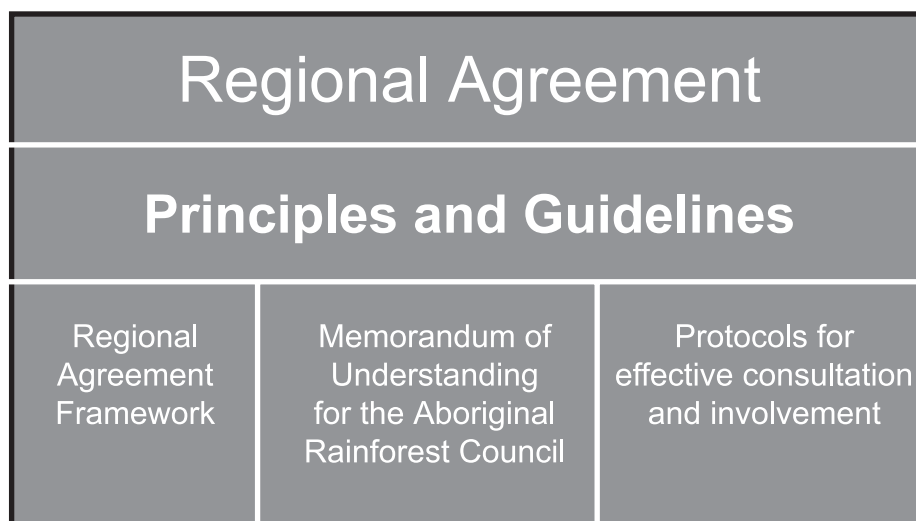 Regional Agreement
Principles and Guidelines
Regional
Agreement
Framework
Memorandum of
Understanding
for the Aboriginal
Rainforest Council
Protocols for
effective consultation
and involvement